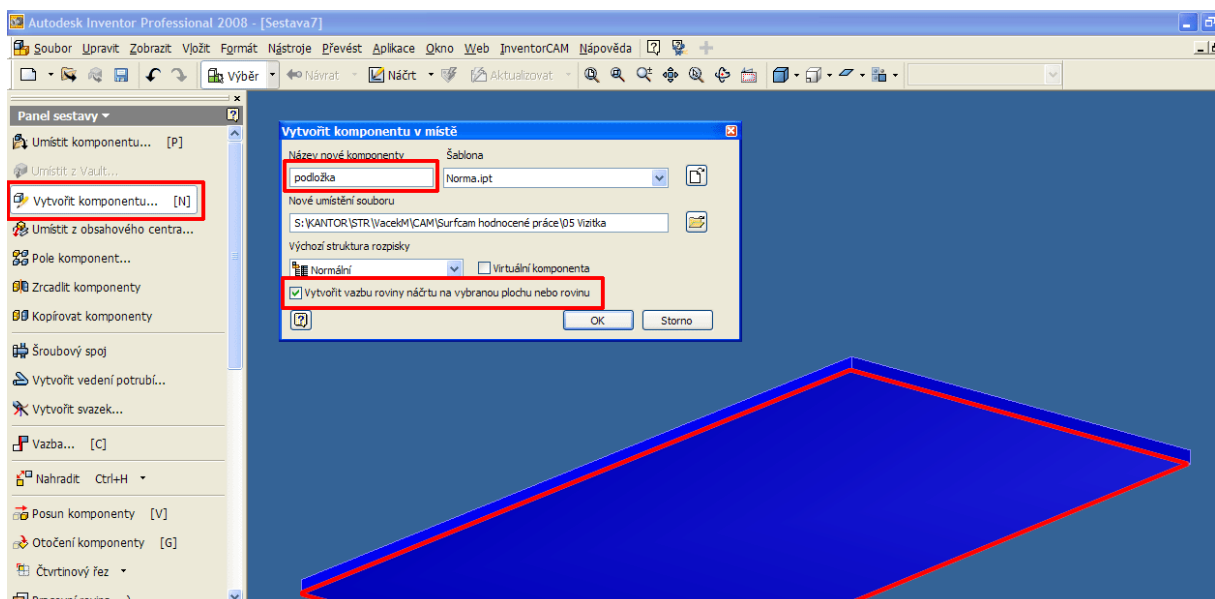 Autodesk Inventor Professional 2008 - [Sestava7]
Soubor Upravit Zobrazit Vložit Formát Nástroje Převést Aplikace Okno Web InventorCAM Nápověda
Výběr Návrat Náčrt Aktualizovat
Panel sestavy
Umístit komponentu... [P]
Umístit z Vault...
Vytvořit komponentu... [N]
Umístit z obsahového centra...
Pole komponent...
Zrcadlit komponenty
Kopírovat komponenty
Šroubový spoj
Vytvořit vedení potrubí...
Vytvořit svazek...
Vazba... [C]
Nahradit Ctrl+H
Posun komponenty [V]
Otočení komponenty [G]
Čtvrtinový řez
Vytvořit komponentu v místě
Název nové komponenty Šablona
podložka Norma.ipt
Nové umístění souboru
S:\KANTOR\STR\VacekM\CAM\Surfcam hodnocené práce\05 Vizitka
Výchozí struktura rozpisky
Normální Virtuální komponenta
Vytvořit vazbu roviny náčrtu na vybranou plochu nebo rovinu
OK Storno